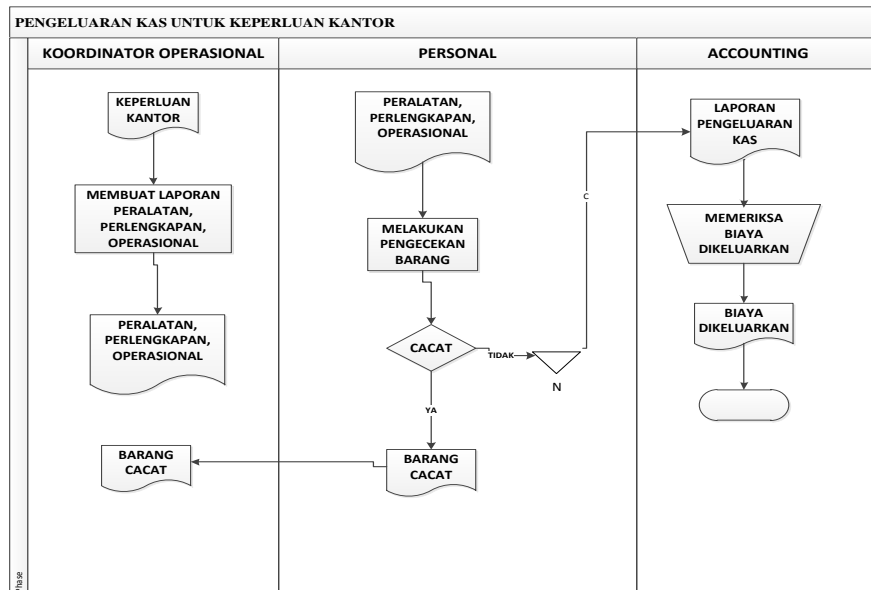 PENGELUARAN KAS UNTUK KEPERLUAN KANTOR
KOORDINATOR OPERASIONAL
PERSONAL
ACCOUNTING
KEPERLUAN
KANTOR
MEMBUAT LAPORAN
PERALATAN,
PERLENGKAPAN,
OPERASIONAL
PERALATAN,
PERLENGKAPAN,
OPERASIONAL
BARANG
CACAT
PERALATAN,
PERLENGKAPAN,
OPERASIONAL
MELAKUKAN
PENGECEKAN
BARANG
CACAT
TIDAK
N
C
YA
BARANG
CACAT
LAPORAN
PENGELUARAN
KAS
MEMERIKSA
BIAYA
DIKELUARKAN
BIAYA
DIKELUARKAN
Phase